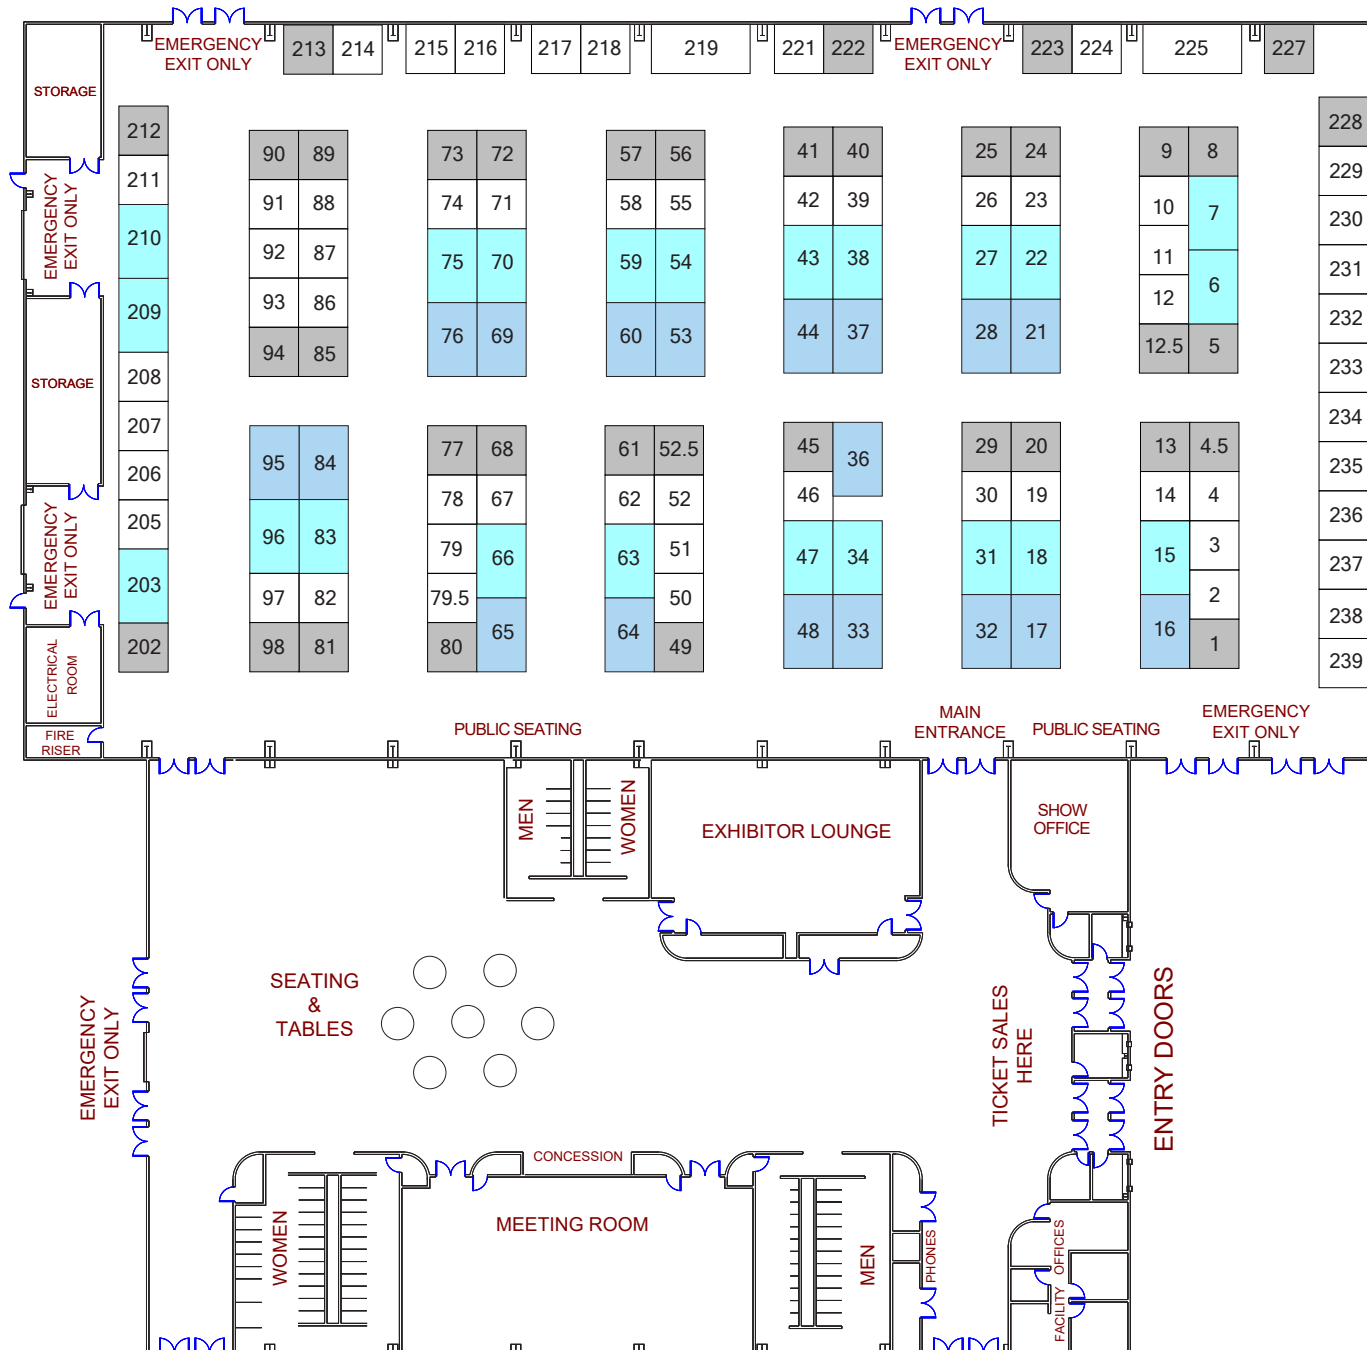 EMERGENCY
EXIT ONLY
213 214 215 216 217 218 219 221 222
EMERGENCY
EXIT ONLY
223 224 225 227
STORAGE
EMERGENCY
EXIT ONLY
STORAGE
EMERGENCY
EXIT ONLY
ELECTRICAL
ROOM
FIRE
RISER
212
211
210
209
208
207
206
205
203
202
90 89
91 88
92 87
93 86
94 85
73 72
74 71
75 70
76 69
57 56
58 55
59 54
60 53
41 40
42 39
43 38
44 37
25 24
26 23
27 22
28 21
9 8
10 7
11
12 6
12.5 5
228
229
230
231
232
233
234
235
236
237
238
239
95 84
96 83
97 82
98 81
77 68
78 67
79 66
79.5
80 65
61 52.5
62 52
63 51
50
64 49
45 36
46
47 34
48 33
29 20
30 19
31 18
32 17
13 4.5
14 4
15 3
2
16 1
PUBLIC SEATING
MAIN
ENTRANCE
PUBLIC SEATING
EMERGENCY
EXIT ONLY
MEN
WOMEN
EXHIBITOR LOUNGE
SHOW
OFFICE
EMERGENCY
EXIT ONLY
SEATING
&
TABLES
TICKET SALES
HERE
ENTRY DOORS
CONCESSION
WOMEN
MEETING ROOM
MEN
PHONES
FACILITY OFFICES